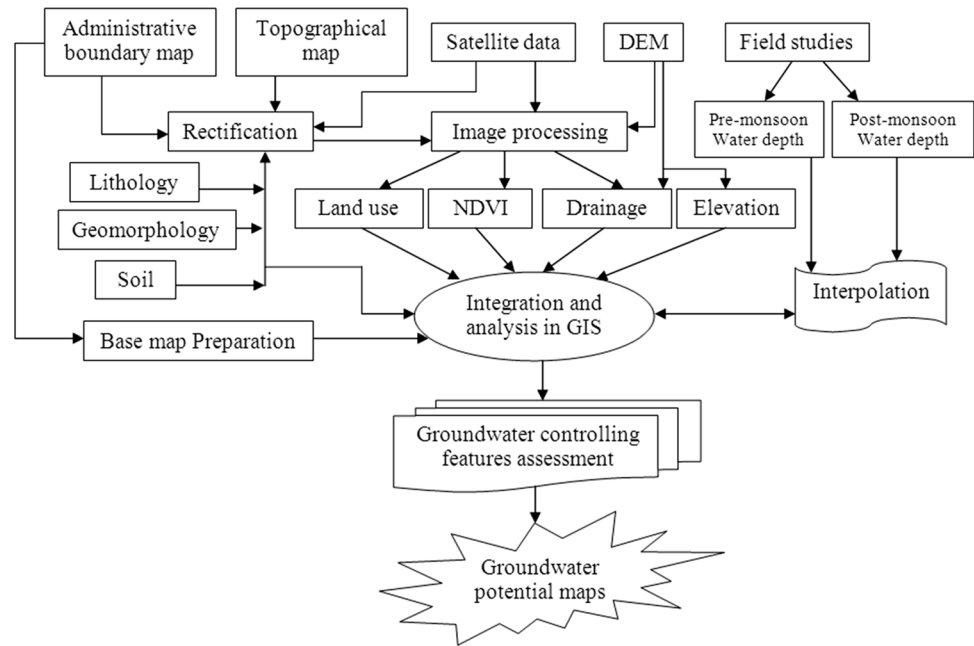 Administrative
boundary map
Topographical
map
Satellite data
DEM
Field studies
Rectification
Image processing
Pre-monsoon
Water depth
Post-monsoon
Water depth
Lithology
Land use
NDVI
Drainage
Elevation
Geomorphology
Soil
Integration and
analysis in GIS
Interpolation
Base map Preparation
Groundwater controlling
features assessment
Groundwater
potential maps